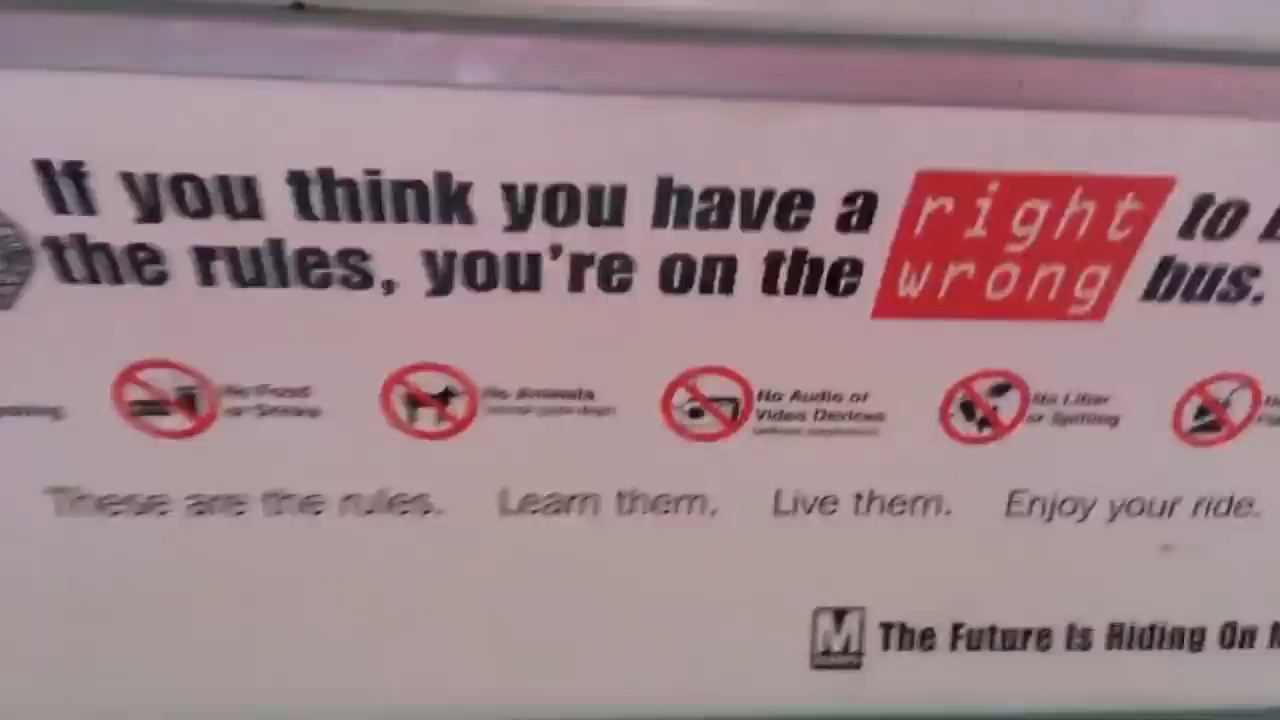 If you think you have a right to
the rules, you're on the wrong bus.
No Food
or Drinks
No Animals
No Audio or
Video Devices
No Litter
or Spitting
These are the rules. Learn them. Live them. Enjoy your ride.
M The Future Is Riding On